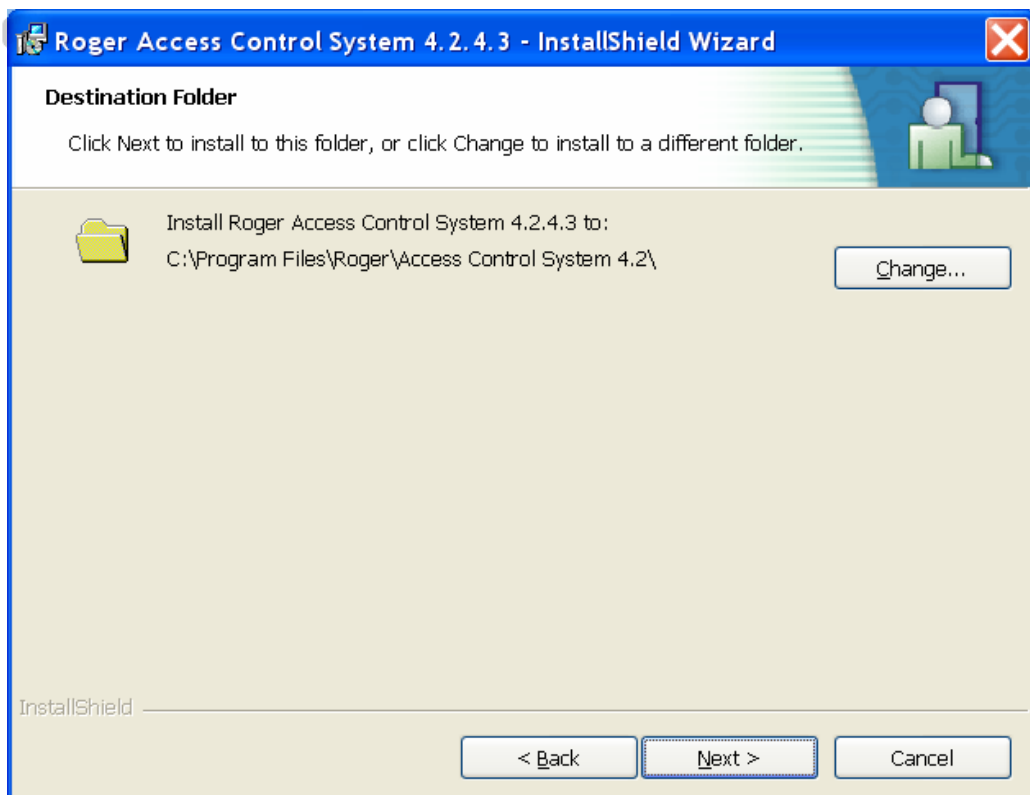 Roger Access Control System 4.2.4.3 - InstallShield Wizard
Destination Folder
Click Next to install to this folder, or click Change to install to a different folder.
Install Roger Access Control System 4.2.4.3 to:
C:\Program Files\Roger\Access Control System 4.2\
Change...
InstallShield
< Back
Next >
Cancel